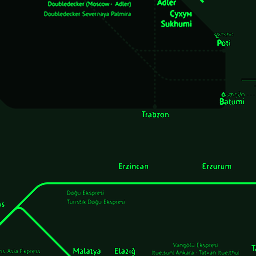 Doubledecker (Moscow - Adler)
Adler
Doubledecker Severnaya Palmira
Сухум
Sukhumi
Poti
Batumi
Trabzon
Erzincan
Erzurum
Doğu Ekspresi
Turistik Doğu Ekspresi
Vangölü Ekspresi
Malatya
Elazığ